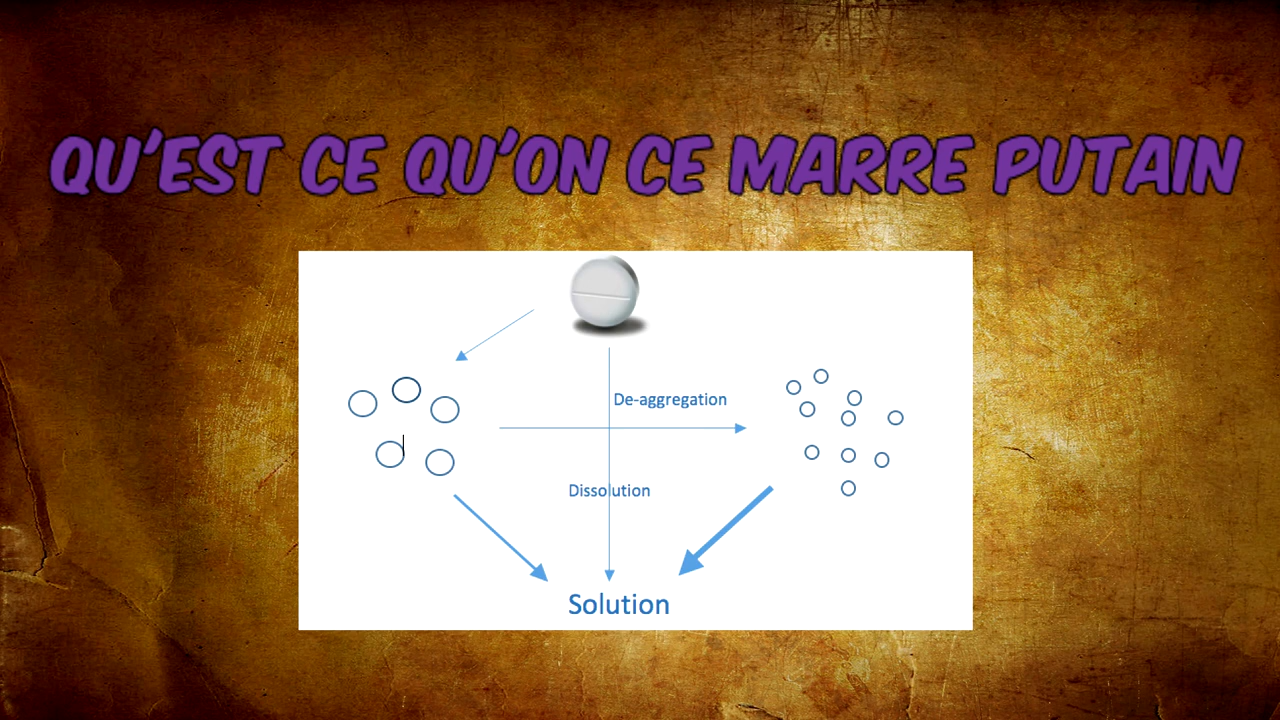 QU'EST CE QU'ON CE MARRE PUTAIN
De-aggregation
Dissolution
Solution